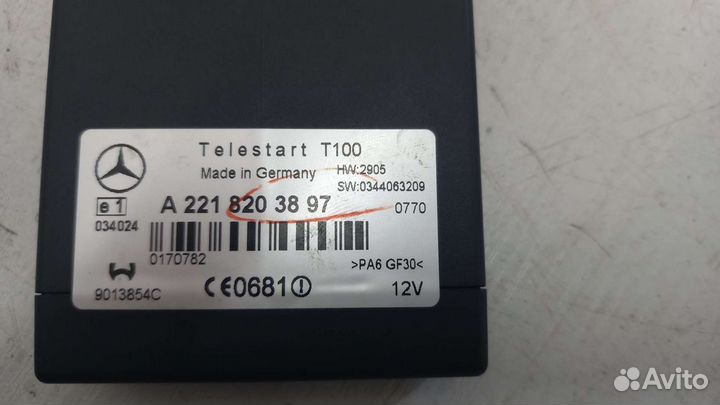 Telestart T100
Made in Germany
HW:2905
SW:0344063209
e1
A 221 820 38 97
0770
034024
0170782
>PA6 GF30<
9013854C
CE0681
12V
Avito